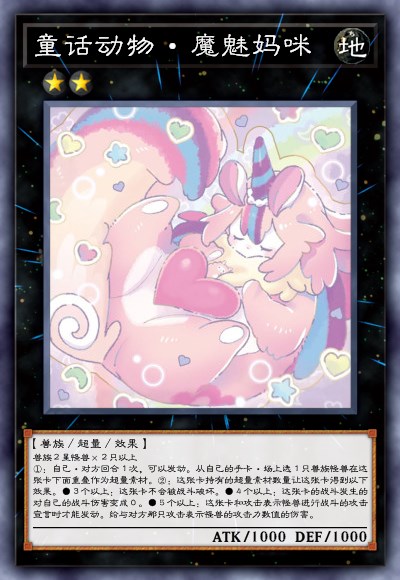 童话动物·魔魅妈咪 地
【兽族/超量/效果】
兽族２星怪兽×２只以上
①：自己·对方回合１次，可以发动。从自己的手卡·场上选１只兽族怪兽在这
张卡下面重叠作为超量素材。②：这张卡持有的超量素材数量让这张卡得到以下
效果。●３个以上：这张卡不会被战斗破坏。●４个以上：这张卡的战斗发生的
对自己的战斗伤害变成０。●５个以上：这张卡和攻击表示怪兽进行战斗的攻击
宣言时才能发动。给与对方那只攻击表示怪兽的攻击力数值的伤害。
ATK/1000 DEF/1000